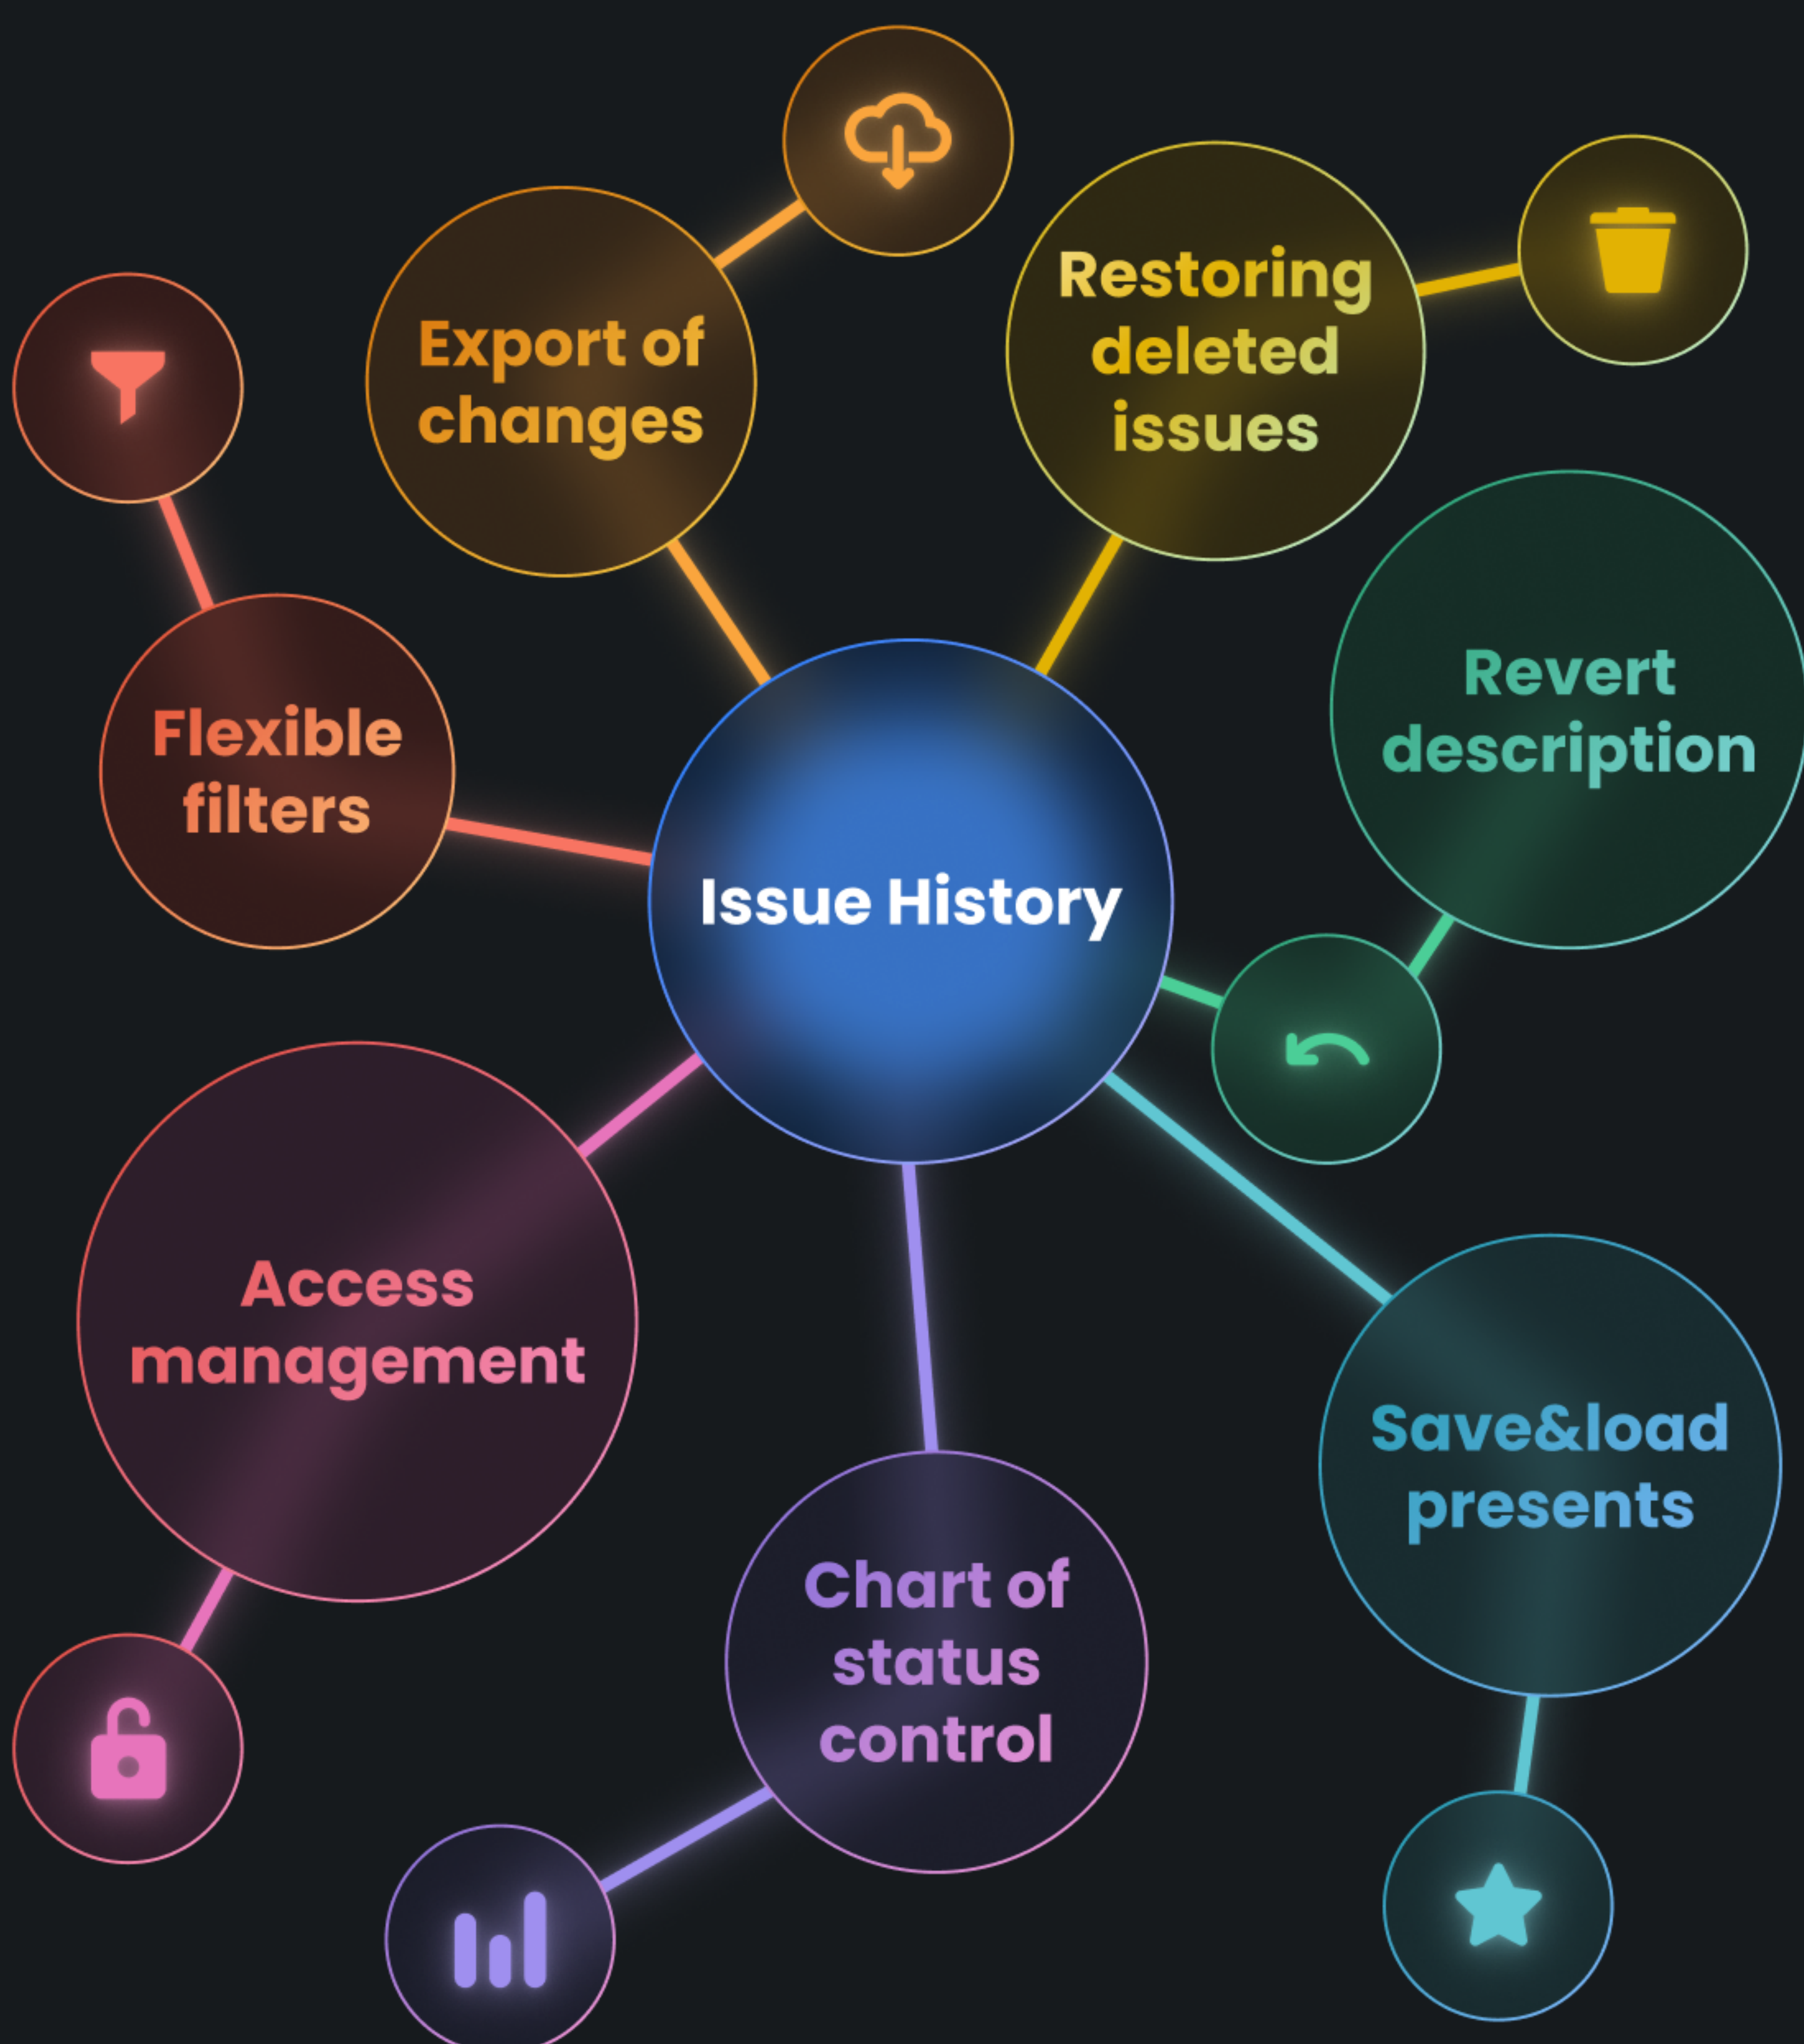 Export of
changes
Restoring
deleted
issues
Flexible
filters
Revert
description
Issue History
Access
management
Save&load
presents
Chart of
status
control